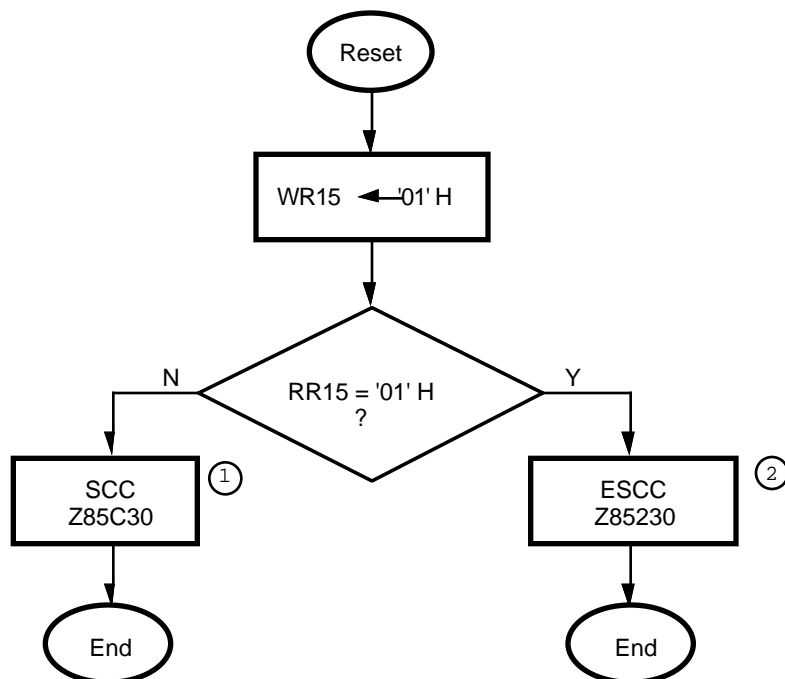 Reset
WR15 '01' H
RR15 = '01' H
?
N
Y
SCC
Z85C30
1
ESCC
Z85230
2
End
End